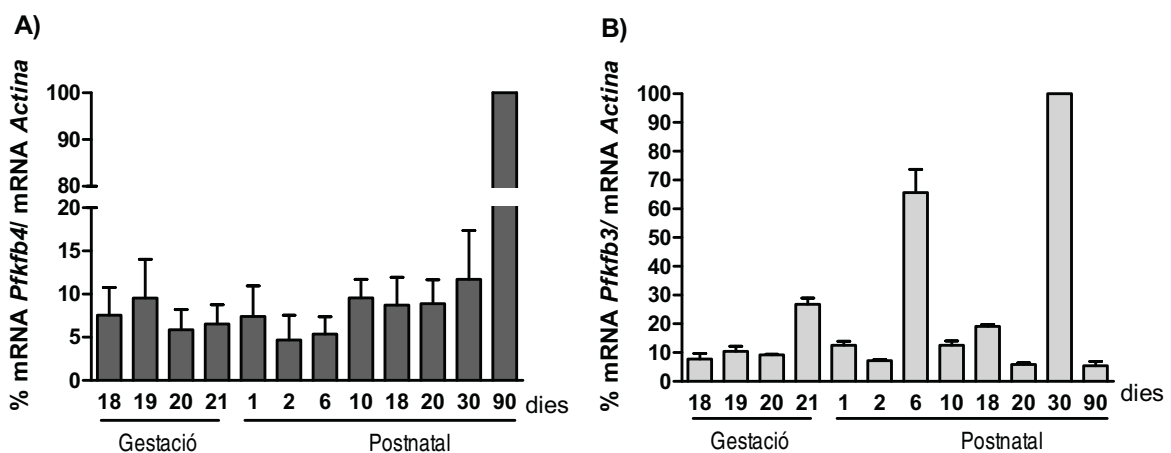 A)
% mRNA Pfkfb4/ mRNA Actina
100
90
80
20
15
10
5
0
18 19 20 21 1 2 6 10 18 20 30 90 dies
Gestació Postnatal
B)
% mRNA Pfkfb3/ mRNA Actina
100
90
80
70
60
50
40
30
20
10
0
18 19 20 21 1 2 6 10 18 20 30 90 dies
Gestació Postnatal